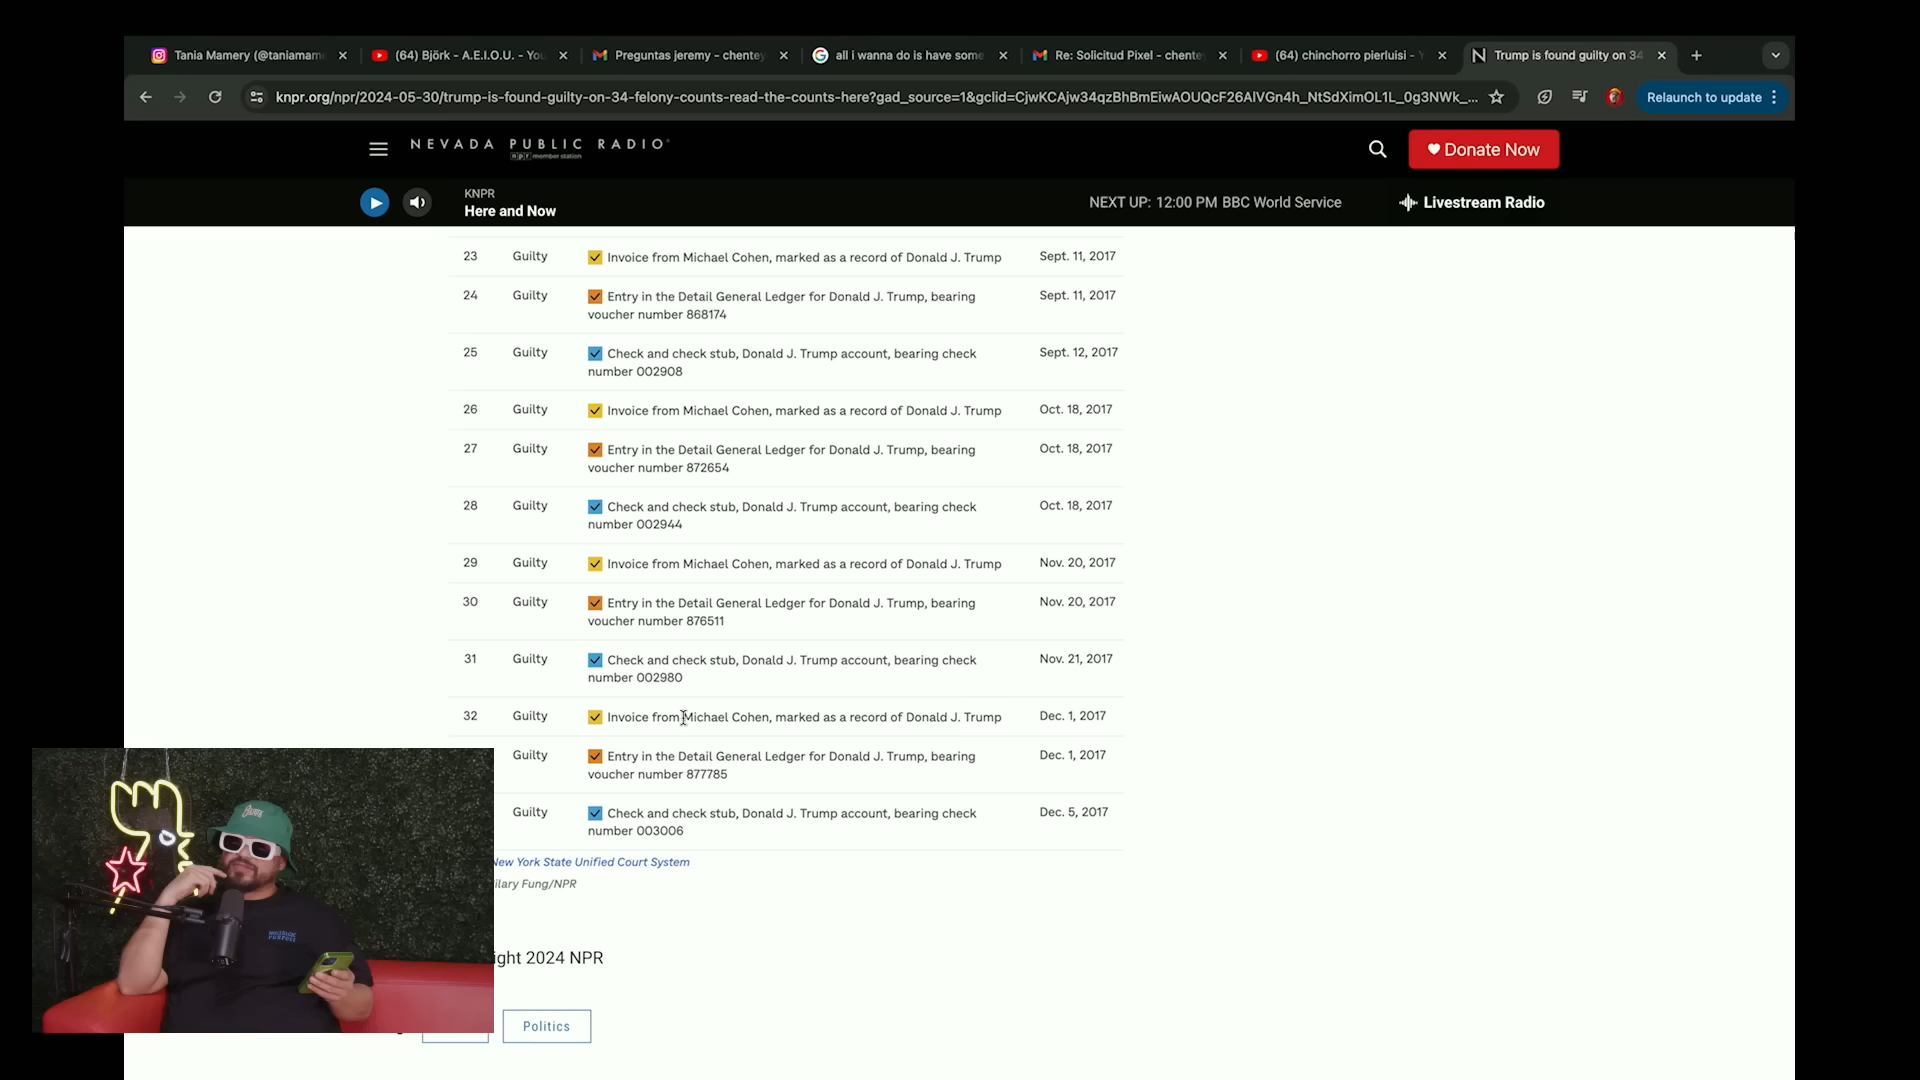 Tania Mamery (@taniamam
(64) Björk - A.E.I.O.U. - You
Preguntas jeremy - chentey
all i wanna do is have some
Re: Solicitud Pixel - chente
(64) chinchorro pierluisi - Y
Trump is found guilty on 34
knpr.org/npr/2024-05-30/trump-is-found-guilty-on-34-felony-counts-read-the-counts-here?gad_source=1&gclid=CjwKCAjw34qzBhBmEiwAOUQcF26AlVGn4h_NtSdXimOL1L_0g3NWk_...
Relaunch to update
NEVADA PUBLIC RADIO
npr member station
Donate Now
KNPR
Here and Now
NEXT UP: 12:00 PM BBC World Service
Livestream Radio
23 Guilty Invoice from Michael Cohen, marked as a record of Donald J. Trump Sept. 11, 2017
24 Guilty Entry in the Detail General Ledger for Donald J. Trump, bearing Sept. 11, 2017
voucher number 868174
25 Guilty Check and check stub, Donald J. Trump account, bearing check Sept. 12, 2017
number 002908
26 Guilty Invoice from Michael Cohen, marked as a record of Donald J. Trump Oct. 18, 2017
27 Guilty Entry in the Detail General Ledger for Donald J. Trump, bearing Oct. 18, 2017
voucher number 872654
28 Guilty Check and check stub, Donald J. Trump account, bearing check Oct. 18, 2017
number 002944
29 Guilty Invoice from Michael Cohen, marked as a record of Donald J. Trump Nov. 20, 2017
30 Guilty Entry in the Detail General Ledger for Donald J. Trump, bearing Nov. 20, 2017
voucher number 876511
31 Guilty Check and check stub, Donald J. Trump account, bearing check Nov. 21, 2017
number 002980
32 Guilty Invoice from Michael Cohen, marked as a record of Donald J. Trump Dec. 1, 2017
Guilty Entry in the Detail General Ledger for Donald J. Trump, bearing Dec. 1, 2017
voucher number 877785
Guilty Check and check stub, Donald J. Trump account, bearing check Dec. 5, 2017
number 003006
New York State Unified Court System
ilary Fung/NPR
ight 2024 NPR
Politics